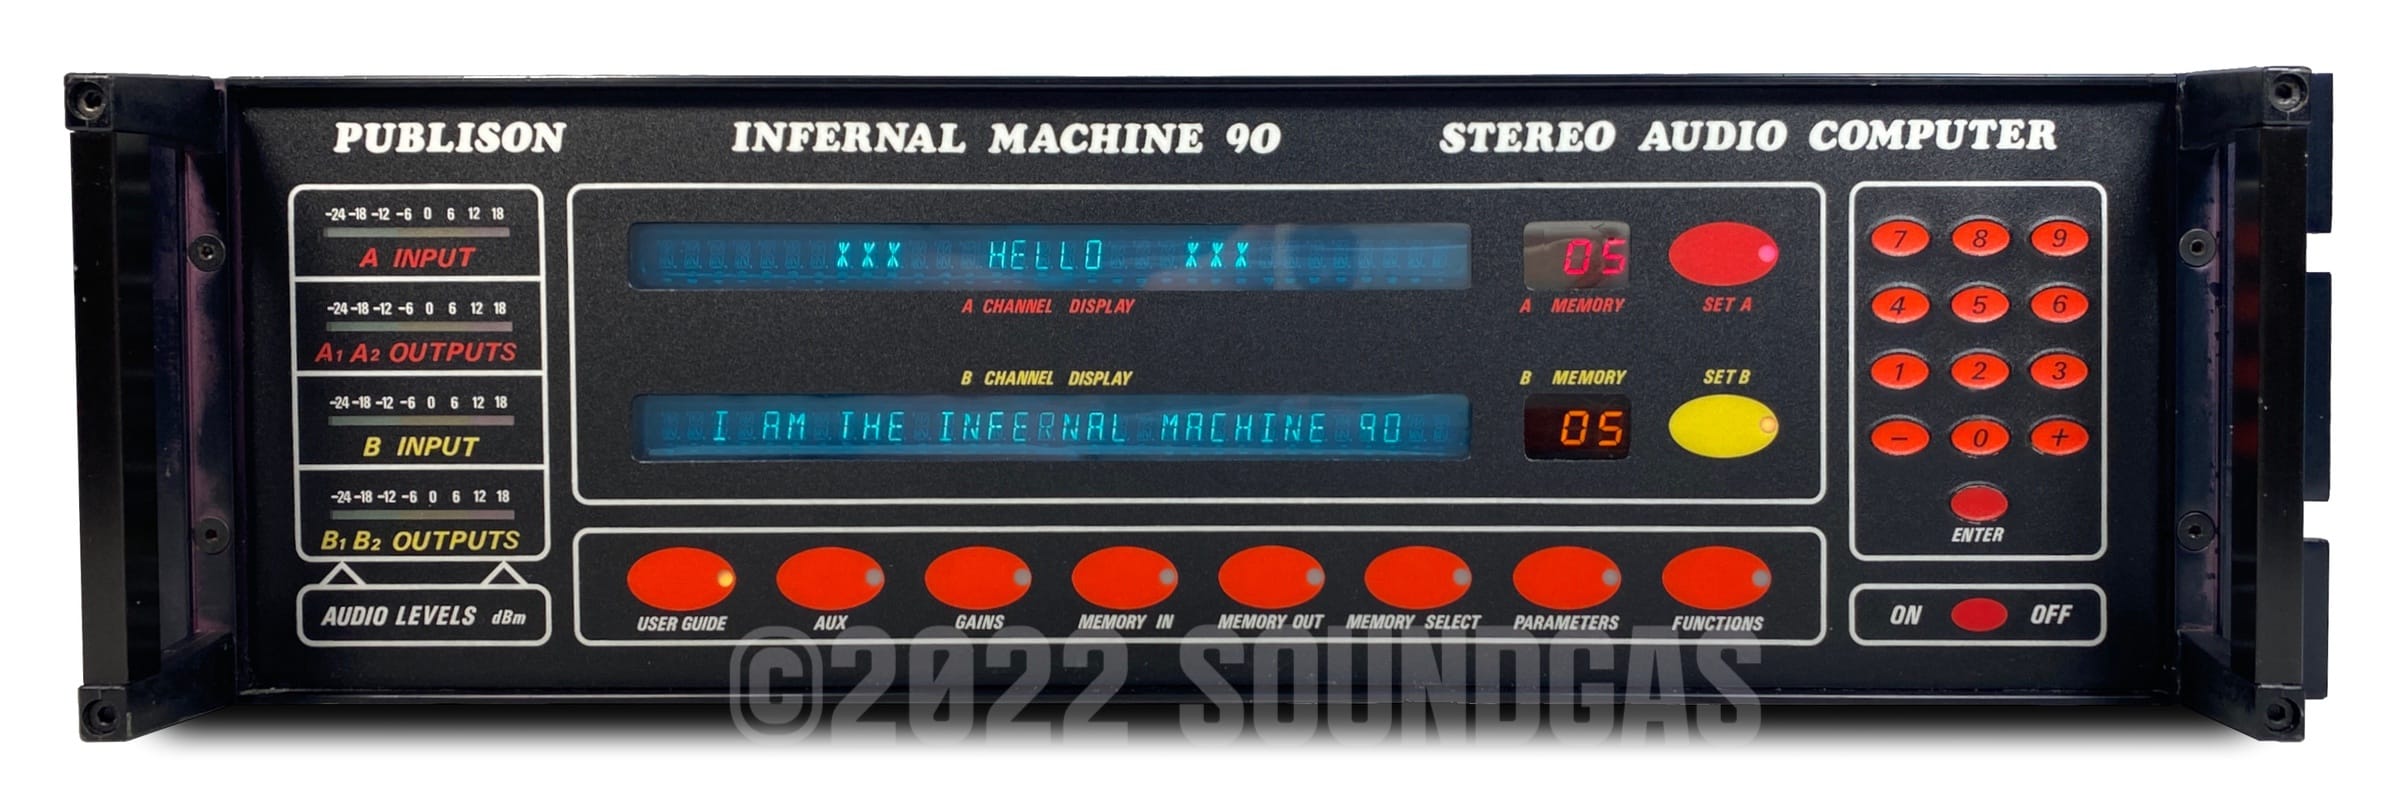 PUBLISON INFERNAL MACHINE 90 STEREO AUDIO COMPUTER
-24 -18 -12 -6 0 6 12 18
A INPUT
-24 -18 -12 -6 0 6 12 18
A1 A2 OUTPUTS
-24 -18 -12 -6 0 6 12 18
B INPUT
-24 -18 -12 -6 0 6 12 18
B1 B2 OUTPUTS
AUDIO LEVELS dBm
XXX HELLO XXX
A CHANNEL DISPLAY
05
A MEMORY
SET A
B CHANNEL DISPLAY
I AM THE INFERNAL MACHINE 90
B MEMORY
05
SET B
USER GUIDE AUX GAINS MEMORY IN MEMORY OUT MEMORY SELECT PARAMETERS FUNCTIONS
7 8 9
4 5 6
1 2 3
- 0 +
ENTER
ON OFF
©2022 SOUNDGAS